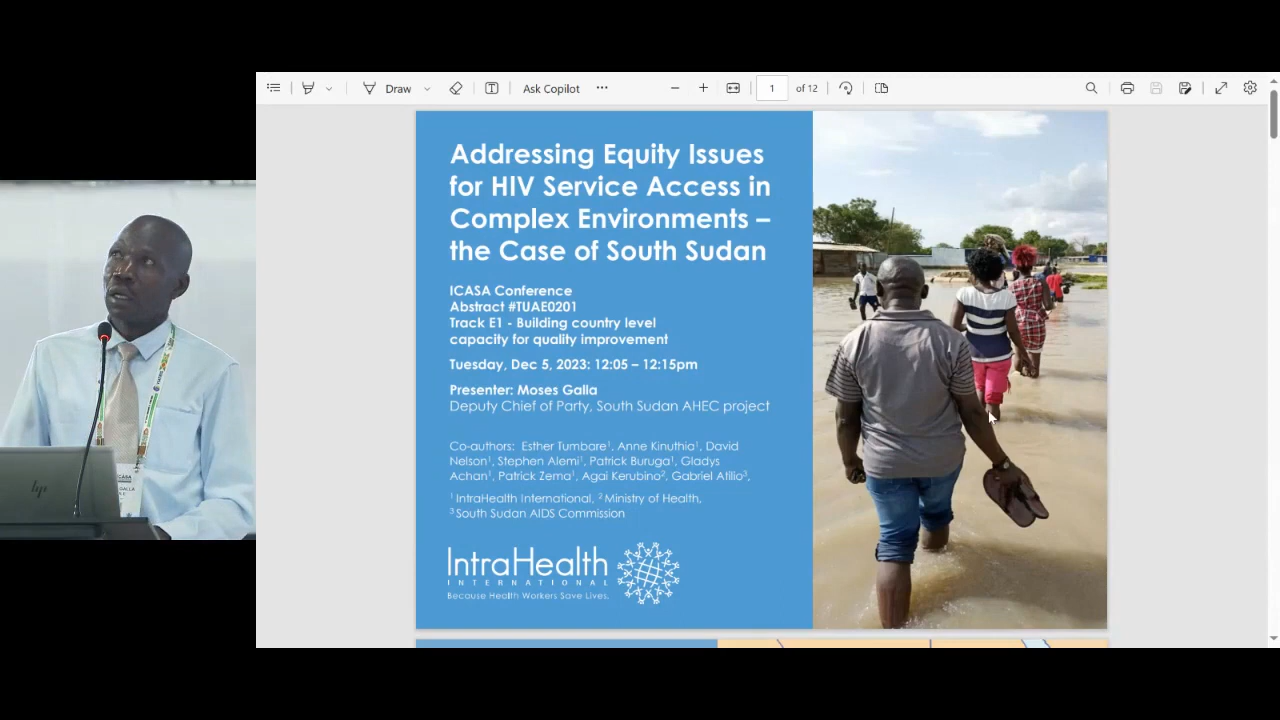 Draw
Ask Copilot
1 of 12
Addressing Equity Issues
for HIV Service Access in
Complex Environments –
the Case of South Sudan
ICASA Conference
Abstract #TUAE0201
Track E1 - Building country level
capacity for quality improvement
Tuesday, Dec 5, 2023: 12:05 – 12:15pm
Presenter: Moses Galla
Deputy Chief of Party, South Sudan AHEC project
Co-authors: Esther Tumbare¹, Anne Kinuthia¹, David
Nelson¹, Stephen Alemi¹, Patrick Buruga¹, Gladys
Achan¹, Patrick Zema¹, Agai Kerubino², Gabriel Atillo³,
¹ IntraHealth International, ² Ministry of Health,
³ South Sudan AIDS Commission
IntraHealth
INTERNATIONAL
Because Health Workers Save Lives.
hp